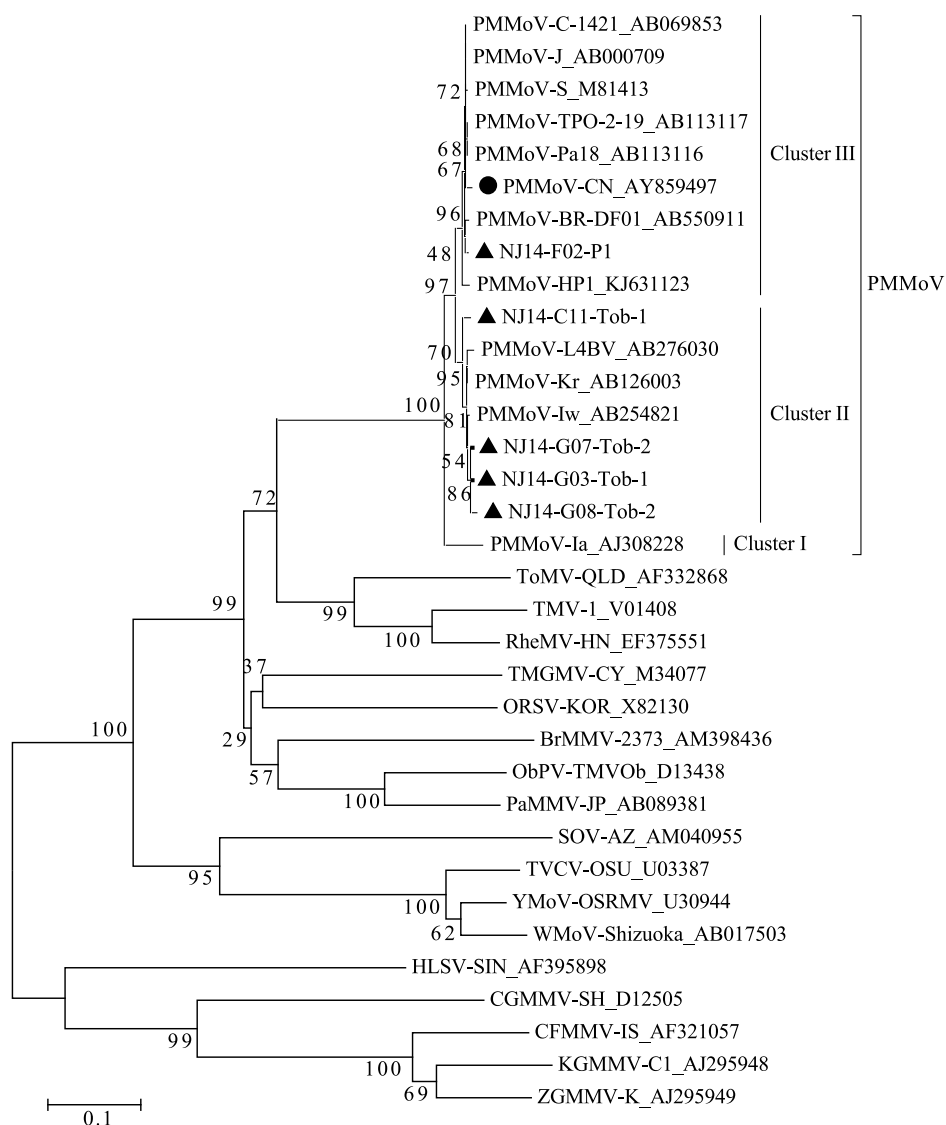 PMMoV-C-1421_AB069853
PMMoV-J_AB000709
72
PMMoV-S_M81413
PMMoV-TPO-2-19_AB113117
68
PMMoV-Pa18_AB113116
Cluster III
67
PMMoV-CN_AY859497
96
PMMoV-BR-DF01_AB550911
48
NJ14-F02-P1
97
PMMoV-HP1_KJ631123
PMMoV
NJ14-C11-Tob-1
70
PMMoV-L4BV_AB276030
95
PMMoV-Kr_AB126003
100
81
PMMoV-Iw_AB254821
Cluster II
NJ14-G07-Tob-2
54
NJ14-G03-Tob-1
86
NJ14-G08-Tob-2
72
PMMoV-Ia_AJ308228
Cluster I
ToMV-QLD_AF332868
99
99
TMV-1_V01408
100
RheMV-HN_EF375551
37
TMGMV-CY_M34077
ORSV-KOR_X82130
100
29
BrMMV-2373_AM398436
57
ObPV-TMVOb_D13438
100
PaMMV-JP_AB089381
SOV-AZ_AM040955
95
TVCV-OSU_U03387
100
YMoV-OSRMV_U30944
62
WMoV-Shizuoka_AB017503
HLSV-SIN_AF395898
CGMMV-SH_D12505
99
CFMMV-IS_AF321057
100
KGMMV-C1_AJ295948
69
ZGMMV-K_AJ295949
0.1